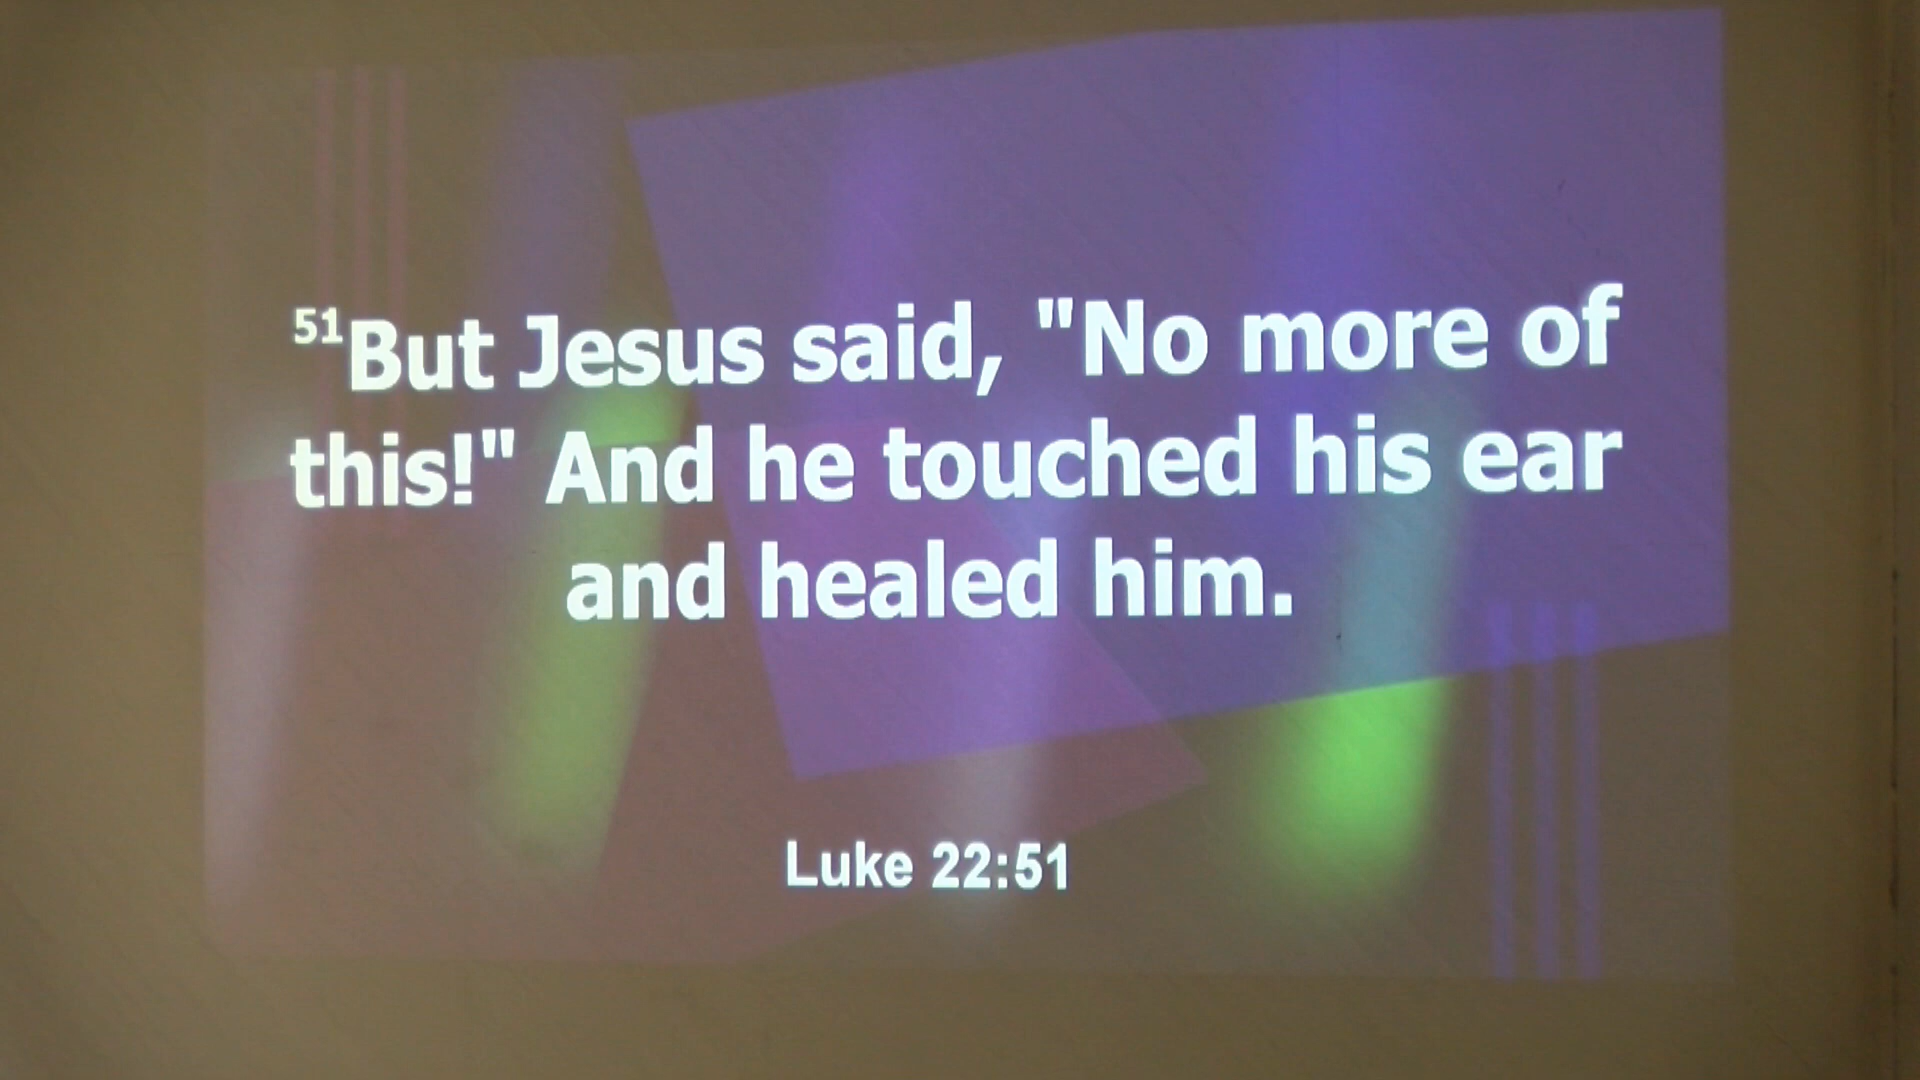 51But Jesus said, "No more of
this!" And he touched his ear
and healed him.
Luke 22:51